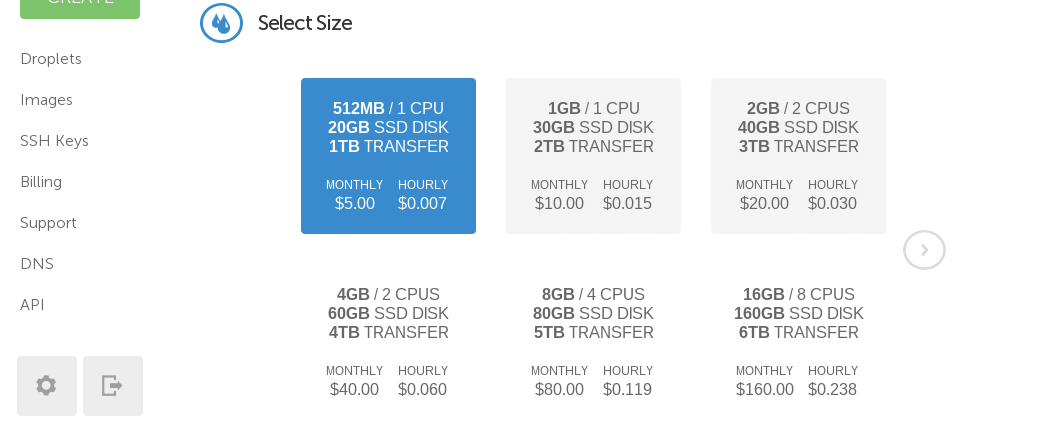 CREATE
Select Size
Droplets
Images
SSH Keys
Billing
Support
DNS
API
512MB / 1 CPU
20GB SSD DISK
1TB TRANSFER
MONTHLY HOURLY
$5.00 $0.007
1GB / 1 CPU
30GB SSD DISK
2TB TRANSFER
MONTHLY HOURLY
$10.00 $0.015
2GB / 2 CPUS
40GB SSD DISK
3TB TRANSFER
MONTHLY HOURLY
$20.00 $0.030
4GB / 2 CPUS
60GB SSD DISK
4TB TRANSFER
MONTHLY HOURLY
$40.00 $0.060
8GB / 4 CPUS
80GB SSD DISK
5TB TRANSFER
MONTHLY HOURLY
$80.00 $0.119
16GB / 8 CPUS
160GB SSD DISK
6TB TRANSFER
MONTHLY HOURLY
$160.00 $0.238